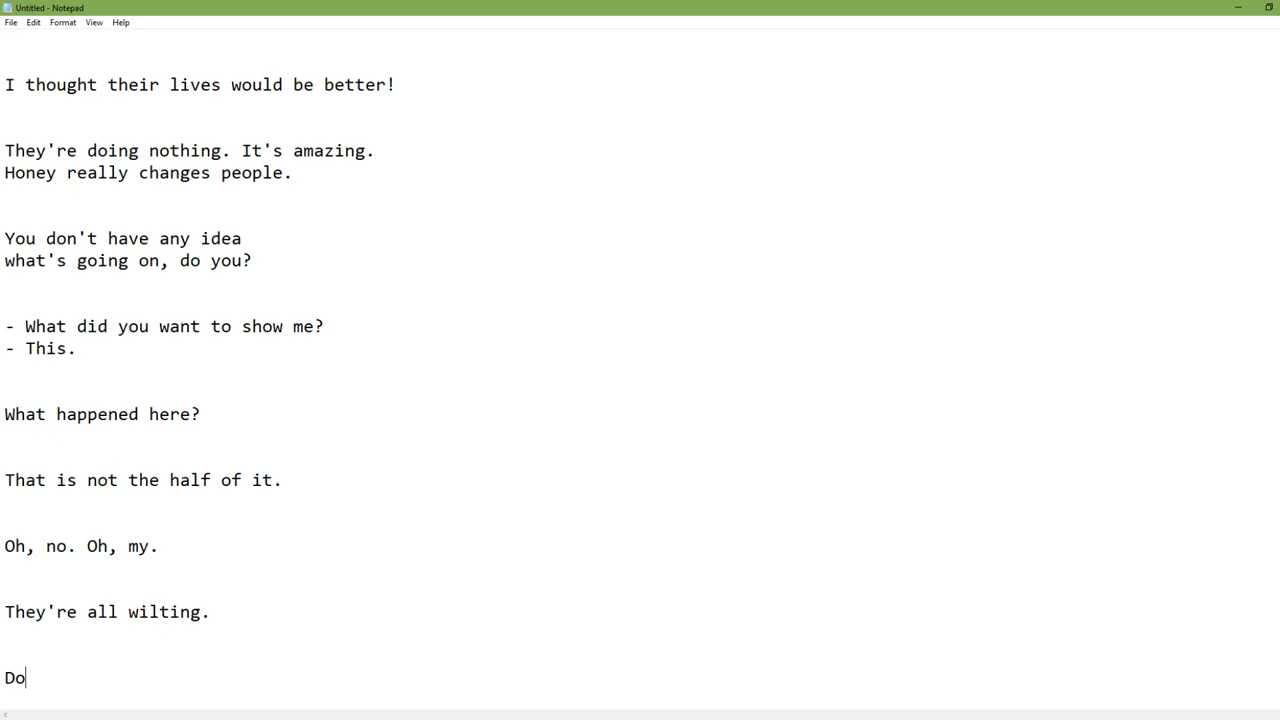 Untitled - Notepad
File Edit Format View Help
I thought their lives would be better!
They're doing nothing. It's amazing.
Honey really changes people.
You don't have any idea
what's going on, do you?
- What did you want to show me?
- This.
What happened here?
That is not the half of it.
Oh, no. Oh, my.
They're all wilting.
Do